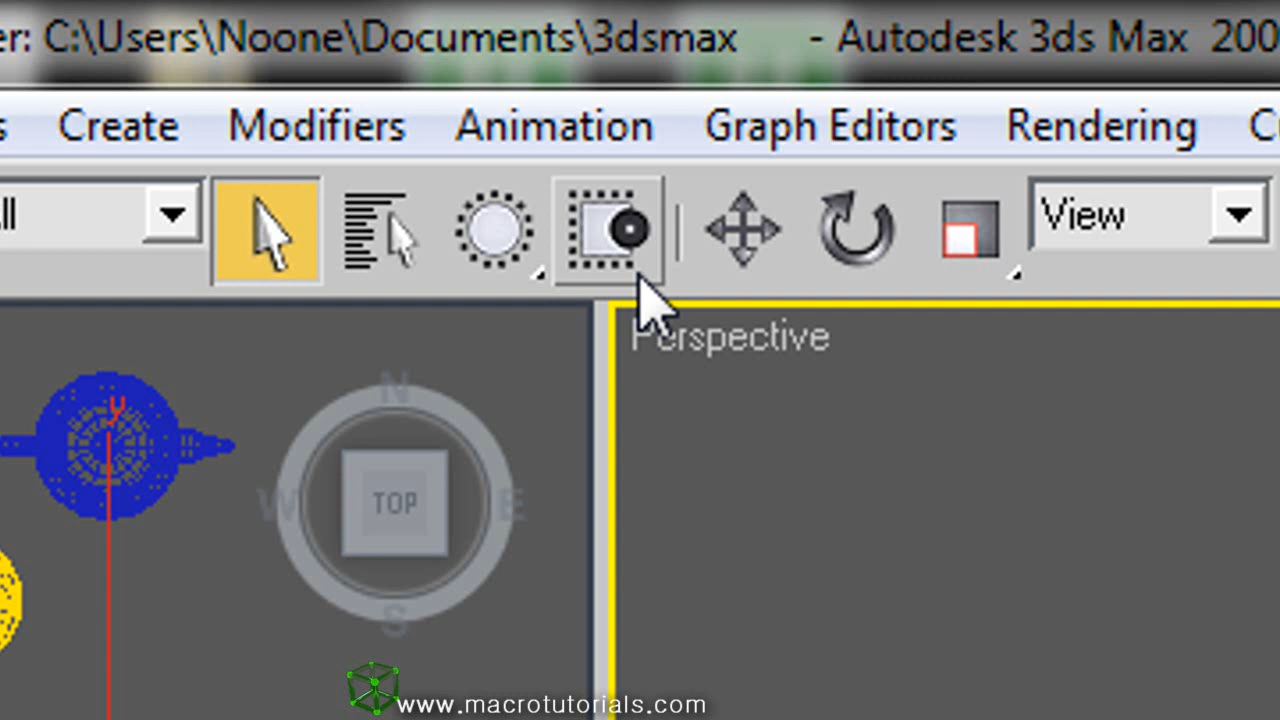 er: C:\Users\Noone\Documents\3dsmax - Autodesk 3ds Max 200
s Create Modifiers Animation Graph Editors Rendering C
ll View
Perspective
y
N
W TOP E
S
www.macrotutorials.com